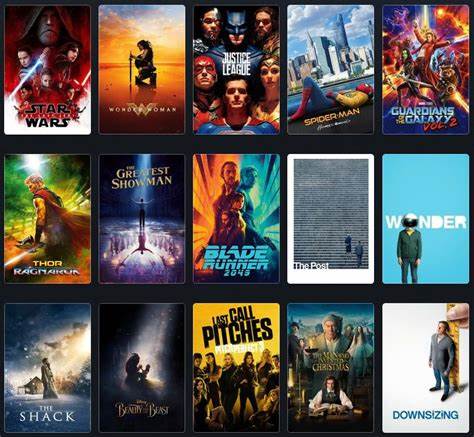 STAR
WARS
WONDER WOMAN
JUSTICE
LEAGUE
SPIDER-MAN
HOMECOMING
GUARDIANS
OF THE GALAXY
VOL. 2
THOR
RAGNAROK
THE
GREATEST
SHOWMAN
BLADE
RUNNER
2049
The Post
WONDER
THE
SHACK
Disney
BEAUTY AND THE BEAST
LAST CALL
PITCHES
THE MAN WHO
INVENTED
CHRISTMAS
DOWNSIZING